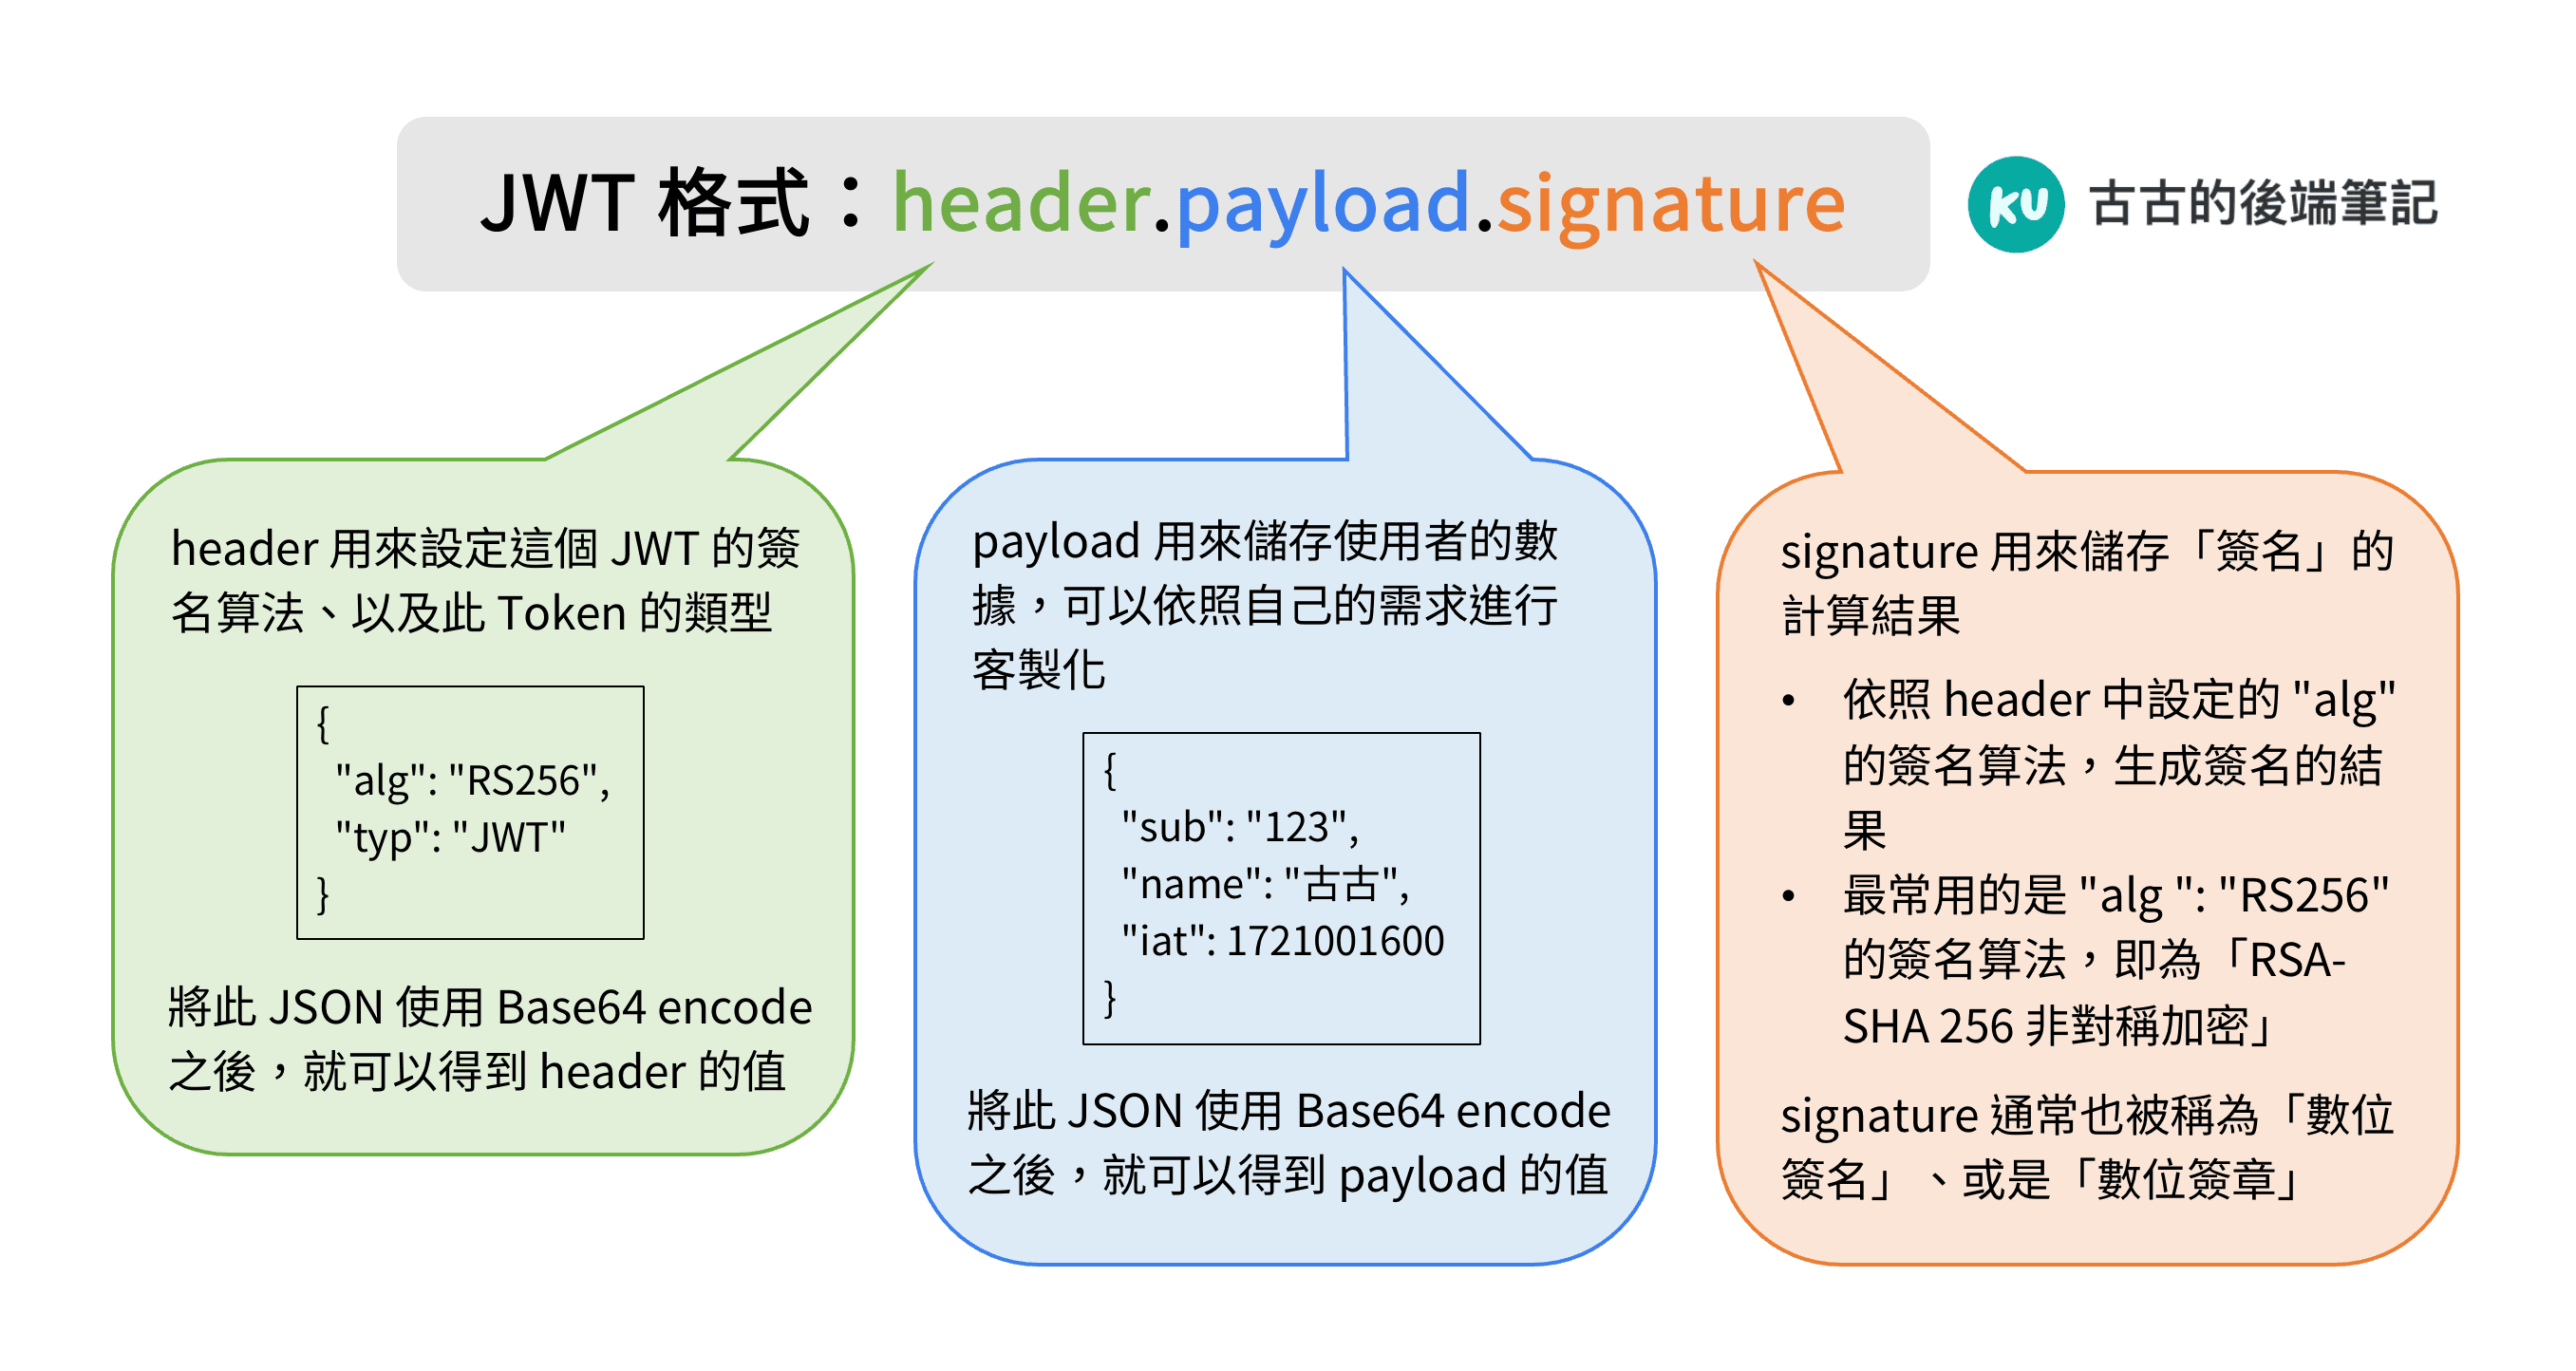 JWT 格式：header.payload.signature
KU 古古的後端筆記
header 用來設定這個 JWT 的簽
名算法、以及此 Token 的類型
{
"alg": "RS256",
"typ": "JWT"
}
將此 JSON 使用 Base64 encode
之後，就可以得到 header 的值
payload 用來儲存使用者的數
據，可以依照自己的需求進行
客製化
{
"sub": "123",
"name": "古古",
"iat": 1721001600
}
將此 JSON 使用 Base64 encode
之後，就可以得到 payload 的值
signature 用來儲存「簽名」的
計算結果
• 依照 header 中設定的 "alg"
的簽名算法，生成簽名的結
果
• 最常用的是 "alg ": "RS256"
的簽名算法，即為「RSA-
SHA 256 非對稱加密」
signature 通常也被稱為「數位
簽名」、或是「數位簽章」